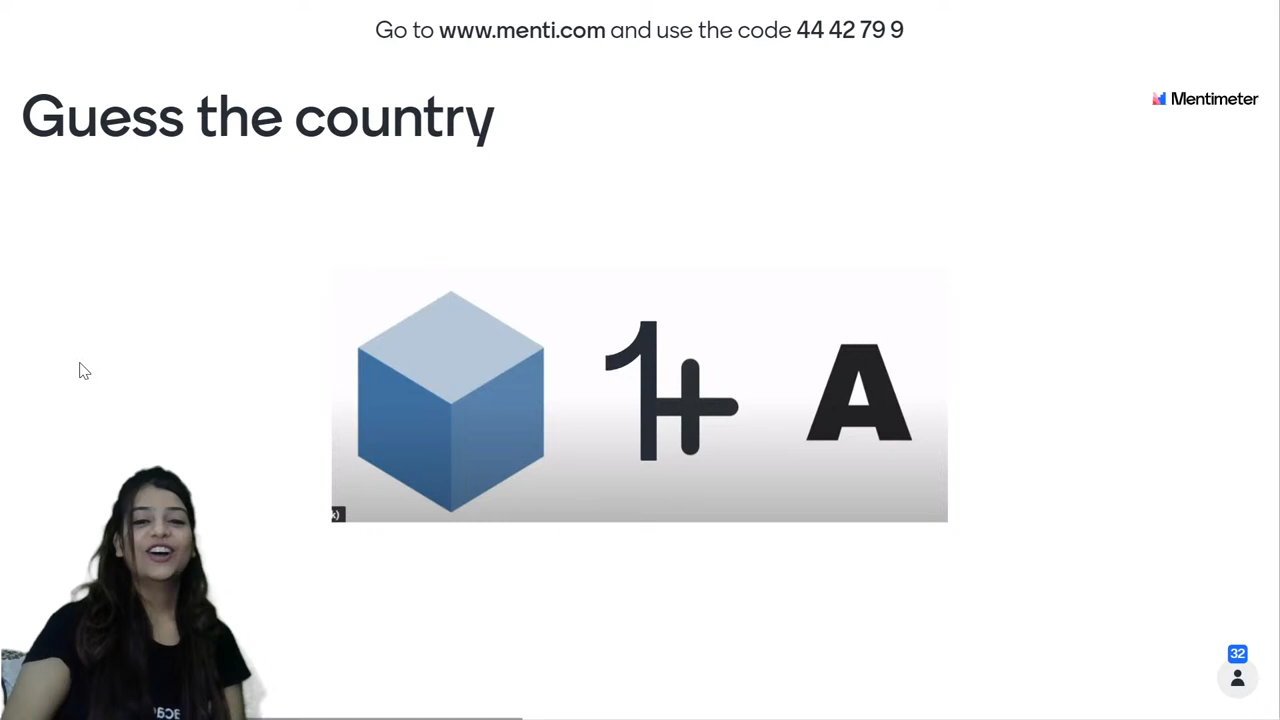 Go to www.menti.com and use the code 44 42 79 9
Guess the country
Mentimeter
1+ A
k)
32